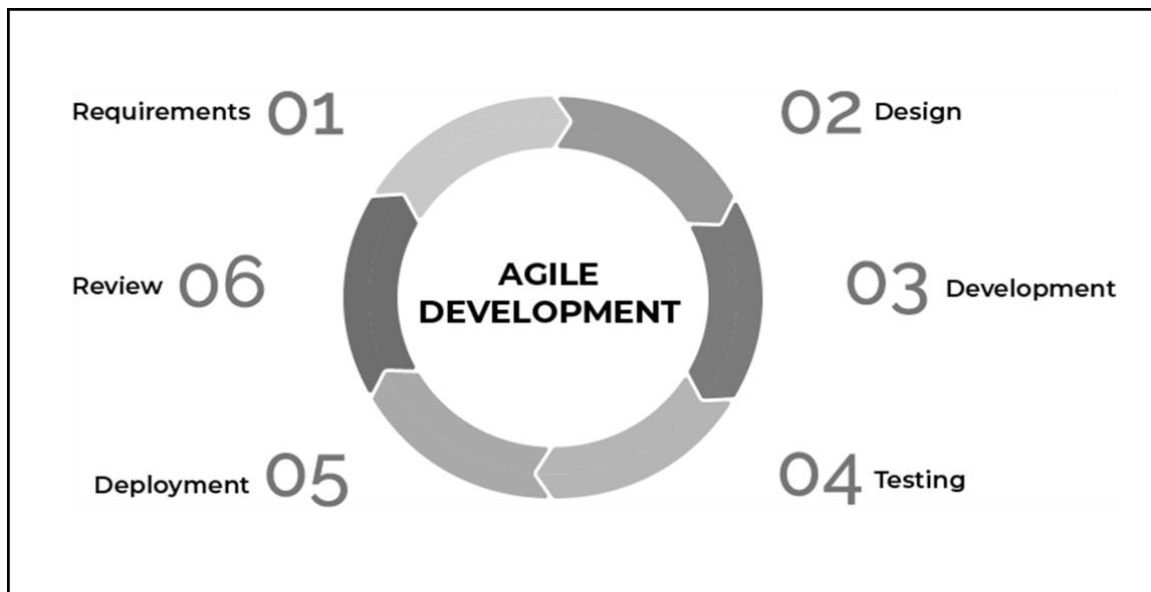 Requirements 01
02 Design
Review 06
AGILE
DEVELOPMENT
03 Development
Deployment 05
04 Testing